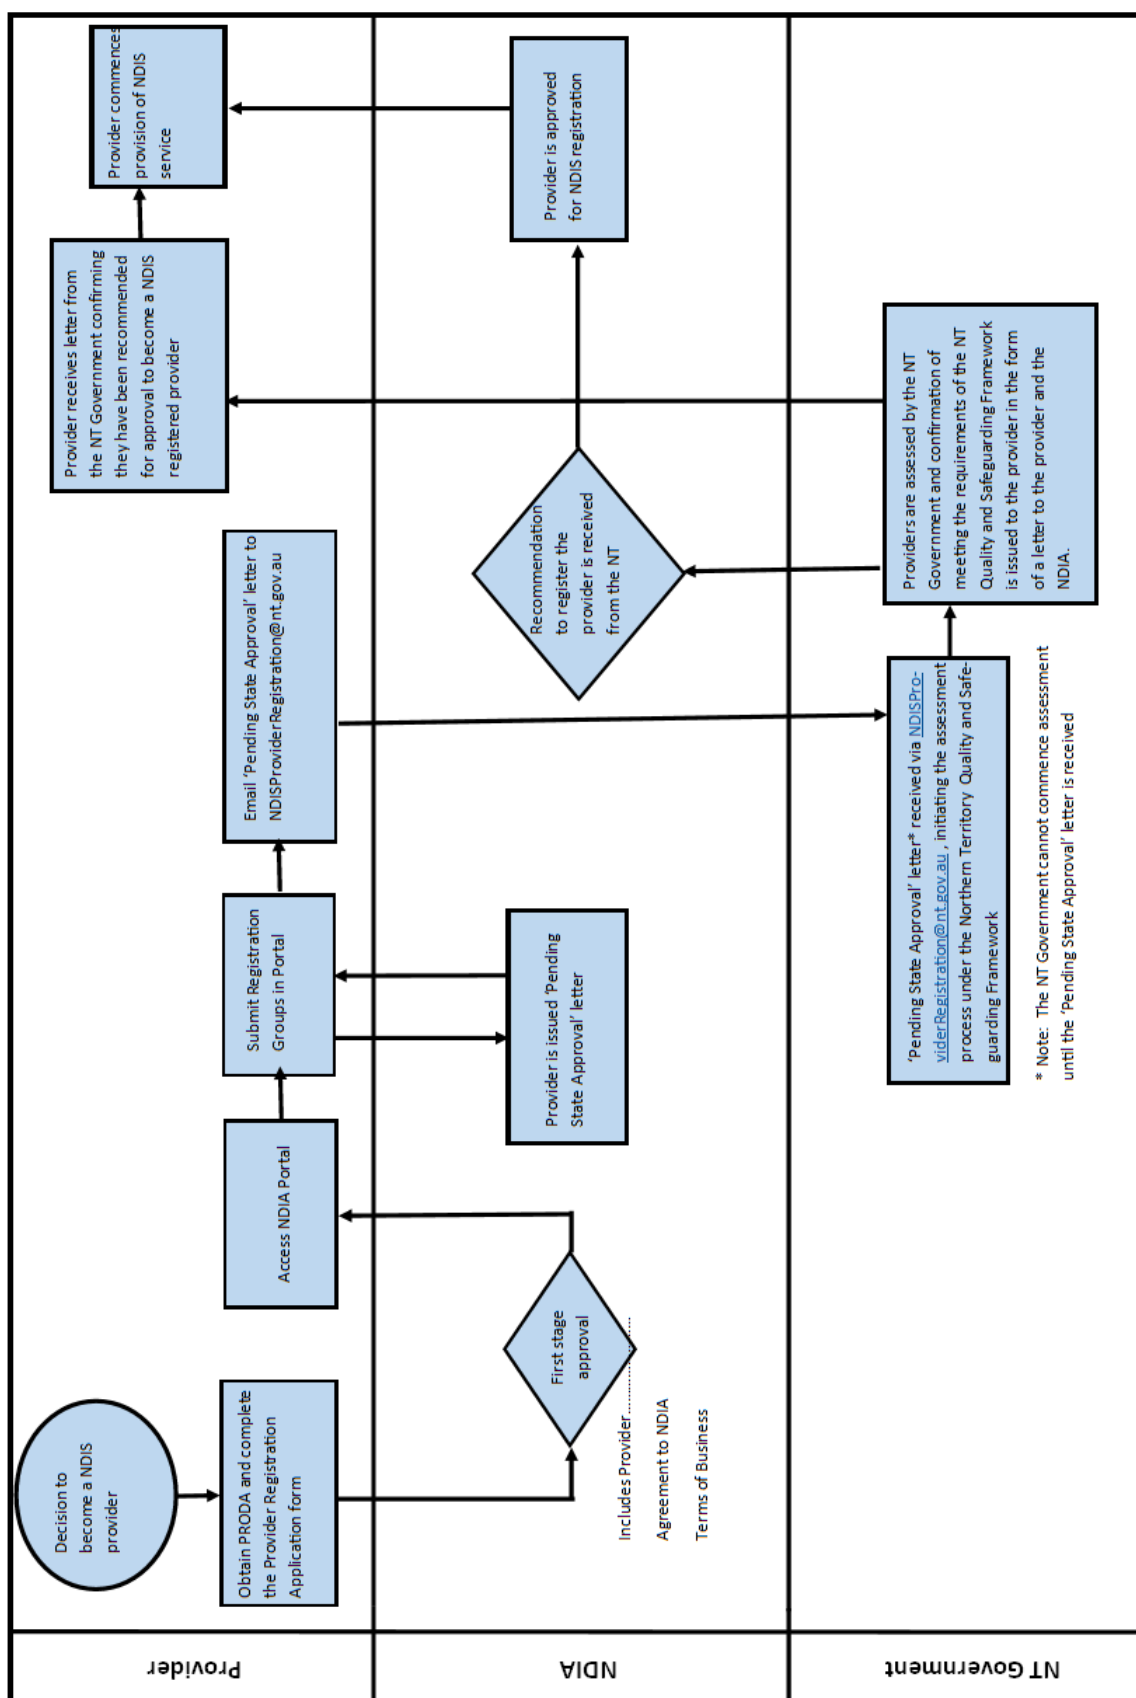 Provider
Decision to
become a NDIS
provider
Obtain PRODA and complete
the Provider Registration
Application form
Access NDIA Portal
Submit Registration
Groups in Portal
Email ‘Pending State Approval’ letter to
NDISProviderRegistration@nt.gov.au
Provider receives letter from
the NT Government confirming
they have been recommended
for approval to become a NDIS
registered provider
Provider commences
provision of NDIS
service
NDIA
First stage
approval
Includes Provider
Agreement to NDIA
Terms of Business
Provider is issued ‘Pending
State Approval’ letter
Recommendation
to register the
provider is received
from the NT
Provider is approved
for NDIS registration
NT Government
‘Pending State Approval’ letter* received via NDISPro-
viderRegistration@nt.gov.au , initiating the assessment
process under the Northern Territory Quality and Safe-
guarding Framework
* Note: The NT Government cannot commence assessment
until the ‘Pending State Approval’ letter is received
Providers are assessed by the NT
Government and confirmation of
meeting the requirements of the NT
Quality and Safeguarding Framework
is issued to the provider in the form
of a letter to the provider and the
NDIA.